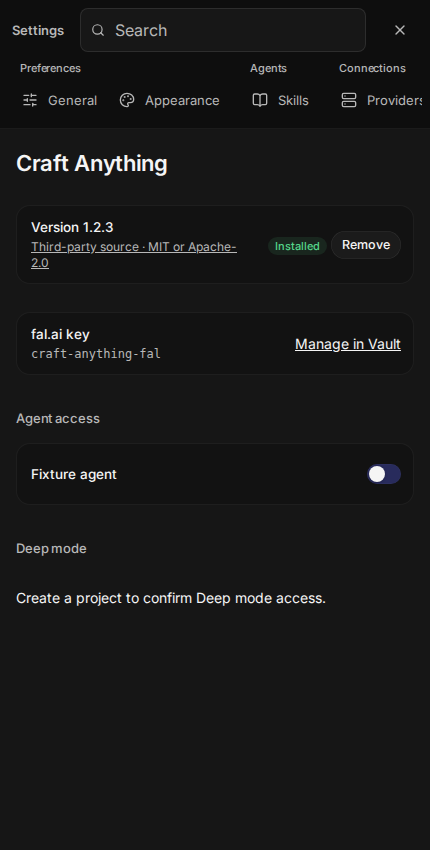 Settings
Search
Preferences
Agents
Connections
General
Appearance
Skills
Providers
Craft Anything
Version 1.2.3
Third-party source · MIT or Apache-
2.0
Installed
Remove
fal.ai key
craft-anything-fal
Manage in Vault
Agent access
Fixture agent
Deep mode
Create a project to confirm Deep mode access.